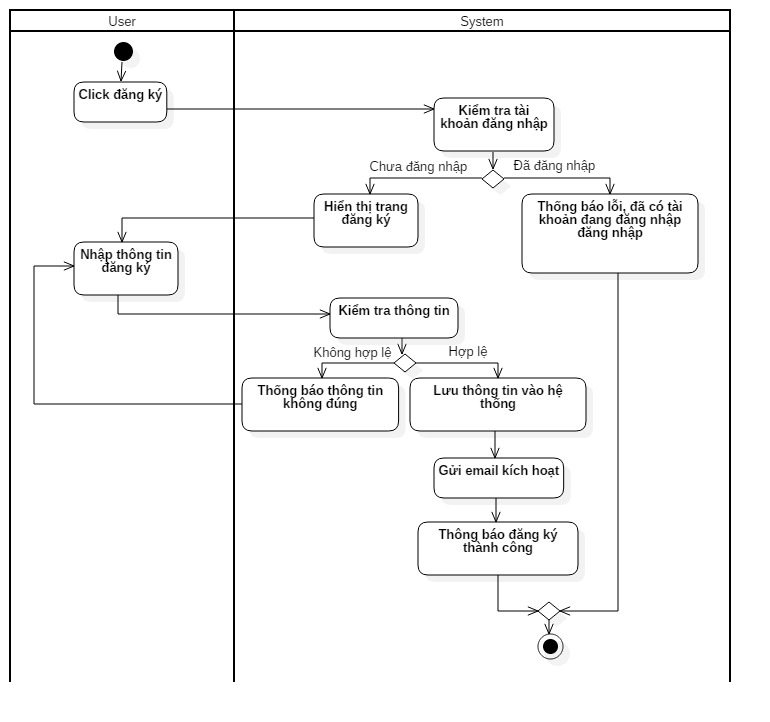 User
System
Click đăng ký
Kiểm tra tài
khoản đăng nhập
Chưa đăng nhập
Đã đăng nhập
Hiển thị trang
đăng ký
Thống báo lỗi, đã có tài
khoản đang đăng nhập
đăng nhập
Nhập thông tin
đăng ký
Kiểm tra thông tin
Không hợp lệ
Hợp lệ
Thống báo thông tin
không đúng
Lưu thông tin vào hệ
thống
Gửi email kích hoạt
Thông báo đăng ký
thành công